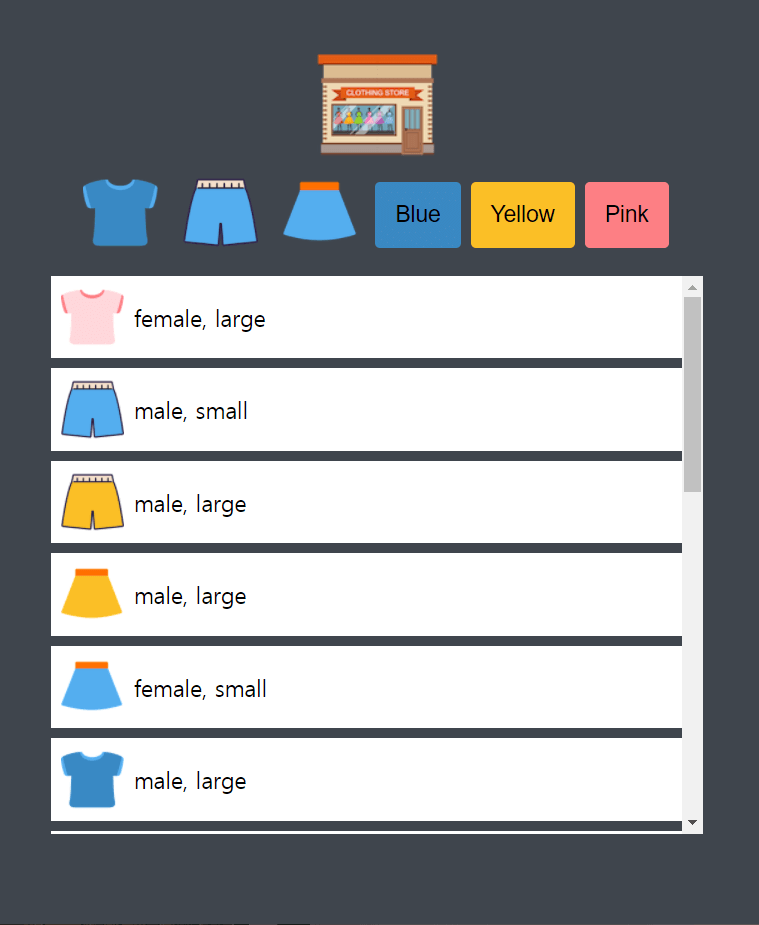 CLOTHING STORE
Blue
Yellow
Pink
female, large
male, small
male, large
male, large
female, small
male, large